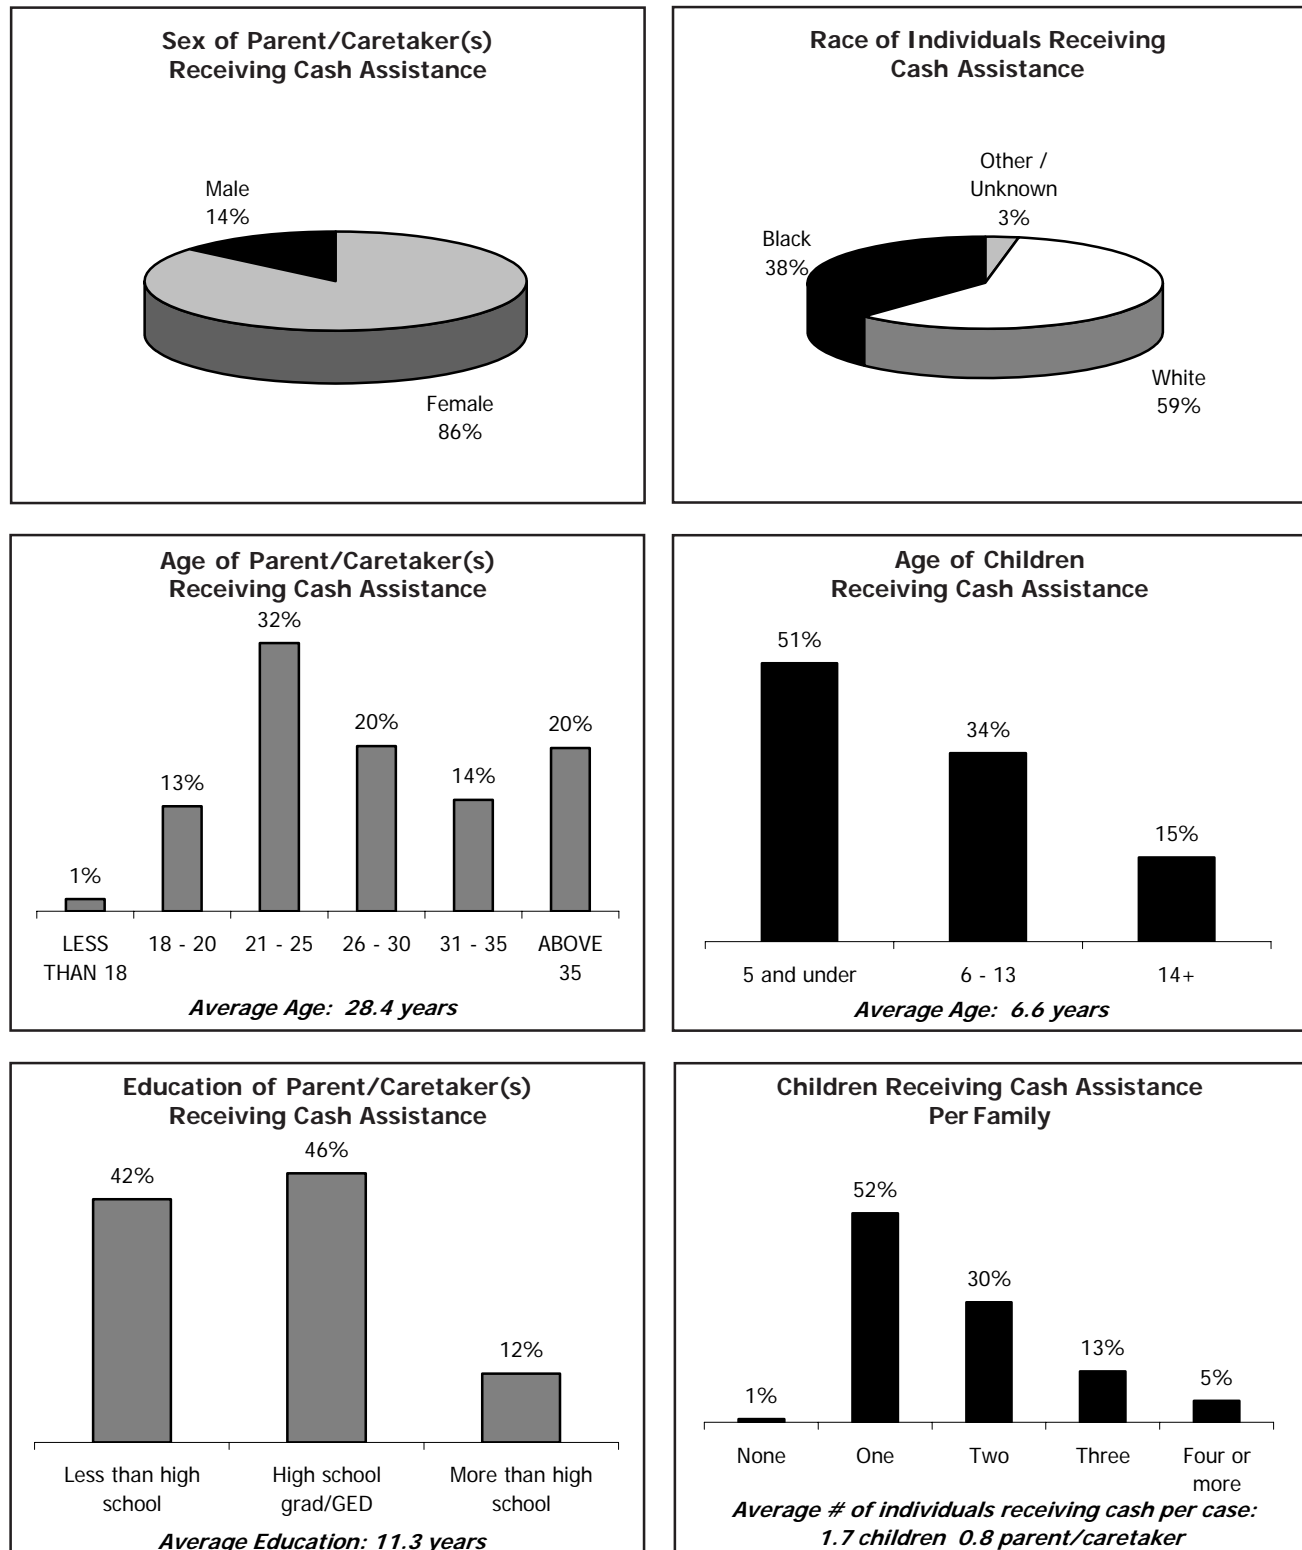 Sex of Parent/Caretaker(s)
Receiving Cash Assistance
Male
14%
Female
86%
Race of Individuals Receiving
Cash Assistance
Other /
Unknown
3%
Black
38%
White
59%
Age of Parent/Caretaker(s)
Receiving Cash Assistance
32%
20%
20%
13%
14%
1%
LESS
THAN 18
18 - 20
21 - 25
26 - 30
31 - 35
ABOVE
35
Average Age: 28.4 years
Age of Children
Receiving Cash Assistance
51%
34%
15%
5 and under
6 - 13
14+
Average Age: 6.6 years
Education of Parent/Caretaker(s)
Receiving Cash Assistance
42%
46%
12%
Less than high
school
High school
grad/GED
More than high
school
Average Education: 11.3 years
Children Receiving Cash Assistance
Per Family
52%
30%
13%
5%
1%
None
One
Two
Three
Four or
more
Average # of individuals receiving cash per case:
1.7 children 0.8 parent/caretaker